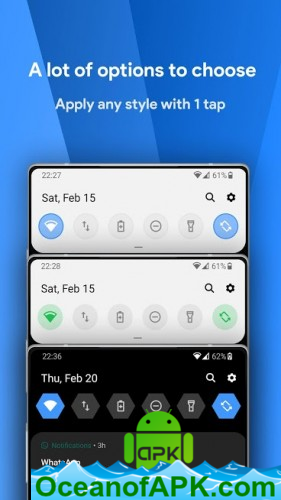 A lot of options to choose
Apply any style with 1 tap
22:27 61%
Sat, Feb 15
22:28 61%
Sat, Feb 15
22:36 62%
Thu, Feb 20
Notifications • 3h
WhatsApp
APK
OceanofAPK.com